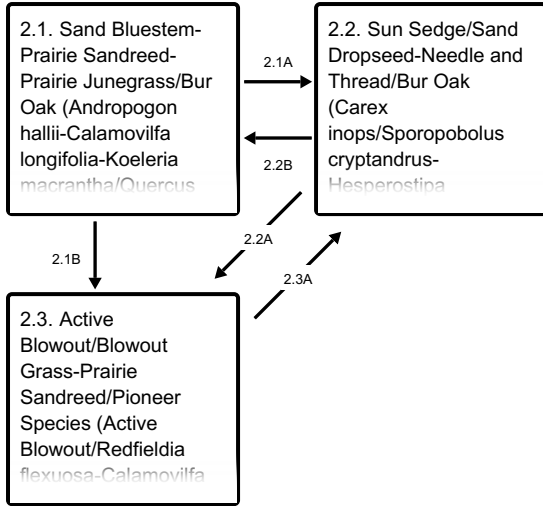 2.1. Sand Bluestem-
Prairie Sandreed-
Prairie Junegrass/Bur
Oak (Andropogon
hallii-Calamovilfa
longifolia-Koeleria
macrantha/Quercus
2.1A
2.2B
2.2. Sun Sedge/Sand
Dropseed-Needle and
Thread/Bur Oak
(Carex
inops/Sporopobolus
cryptandrus-
Hesperostipa
2.1B
2.2A
2.3A
2.3. Active
Blowout/Blowout
Grass-Prairie
Sandreed/Pioneer
Species (Active
Blowout/Redfieldia
flexuosa-Calamovilfa